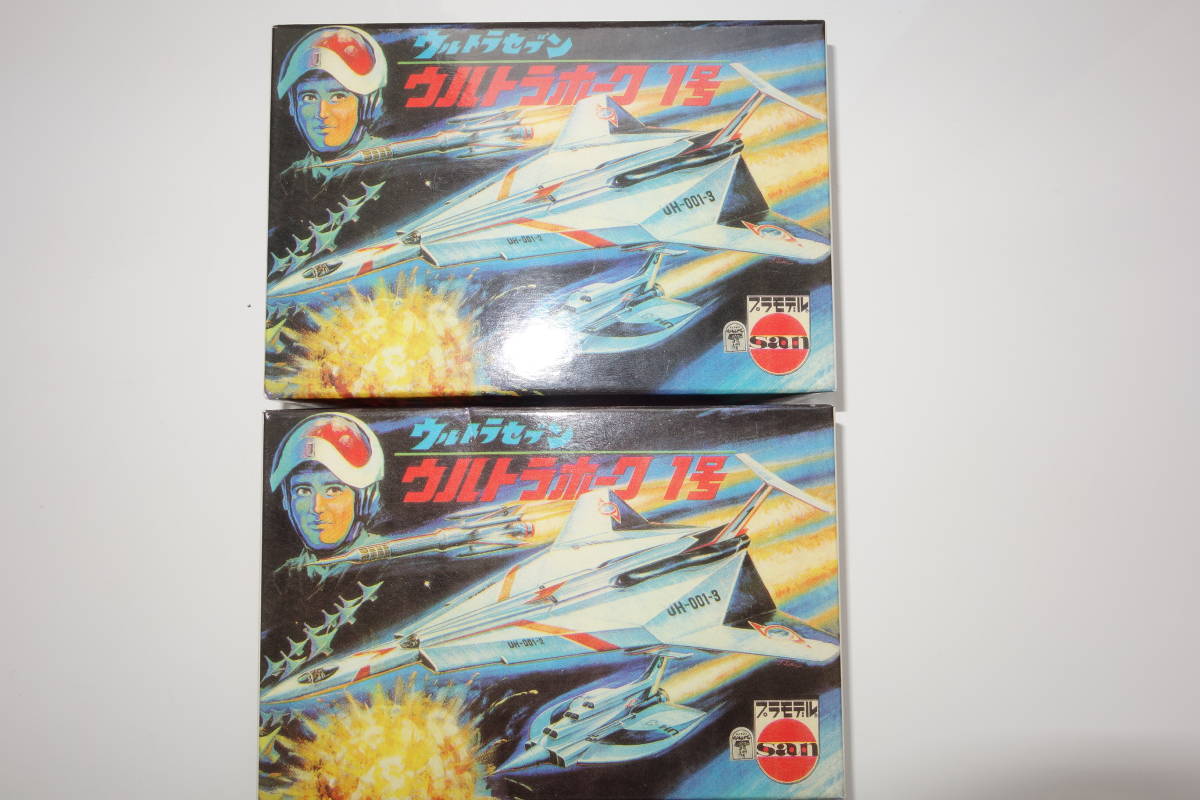 ウルトラセブン
ウルトラホーク 1号
UH-001-3
UH-001-2
プラモデル
san
ウルトラセブン
ウルトラホーク 1号
UH-001-3
UH-001-2
プラモデル
san